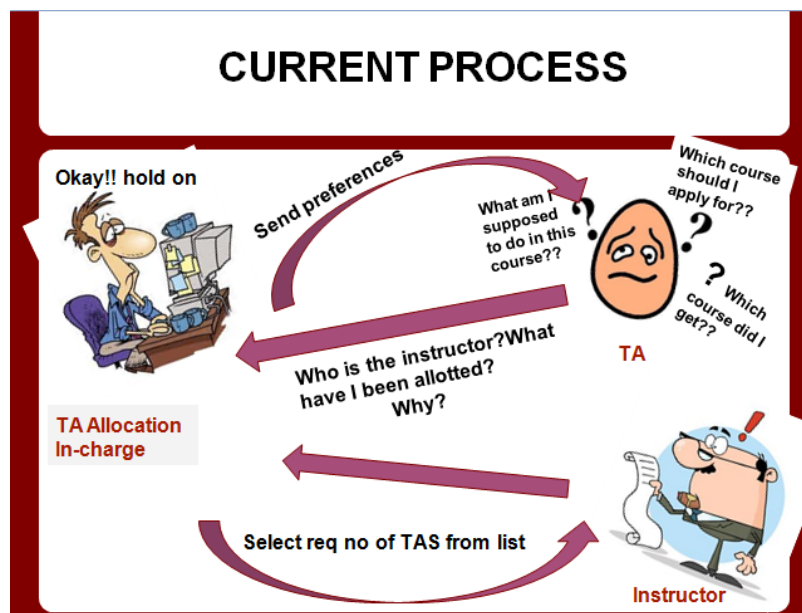 CURRENT PROCESS
Okay!! hold on
Send preferences
What am I
supposed
to do in this
course??
Which course
should I
apply for??
? Which
course did I
get??
?
?
TA
Who is the instructor?What
have I been allotted?
Why?
TA Allocation
In-charge
Select req no of TAS from list
Instructor